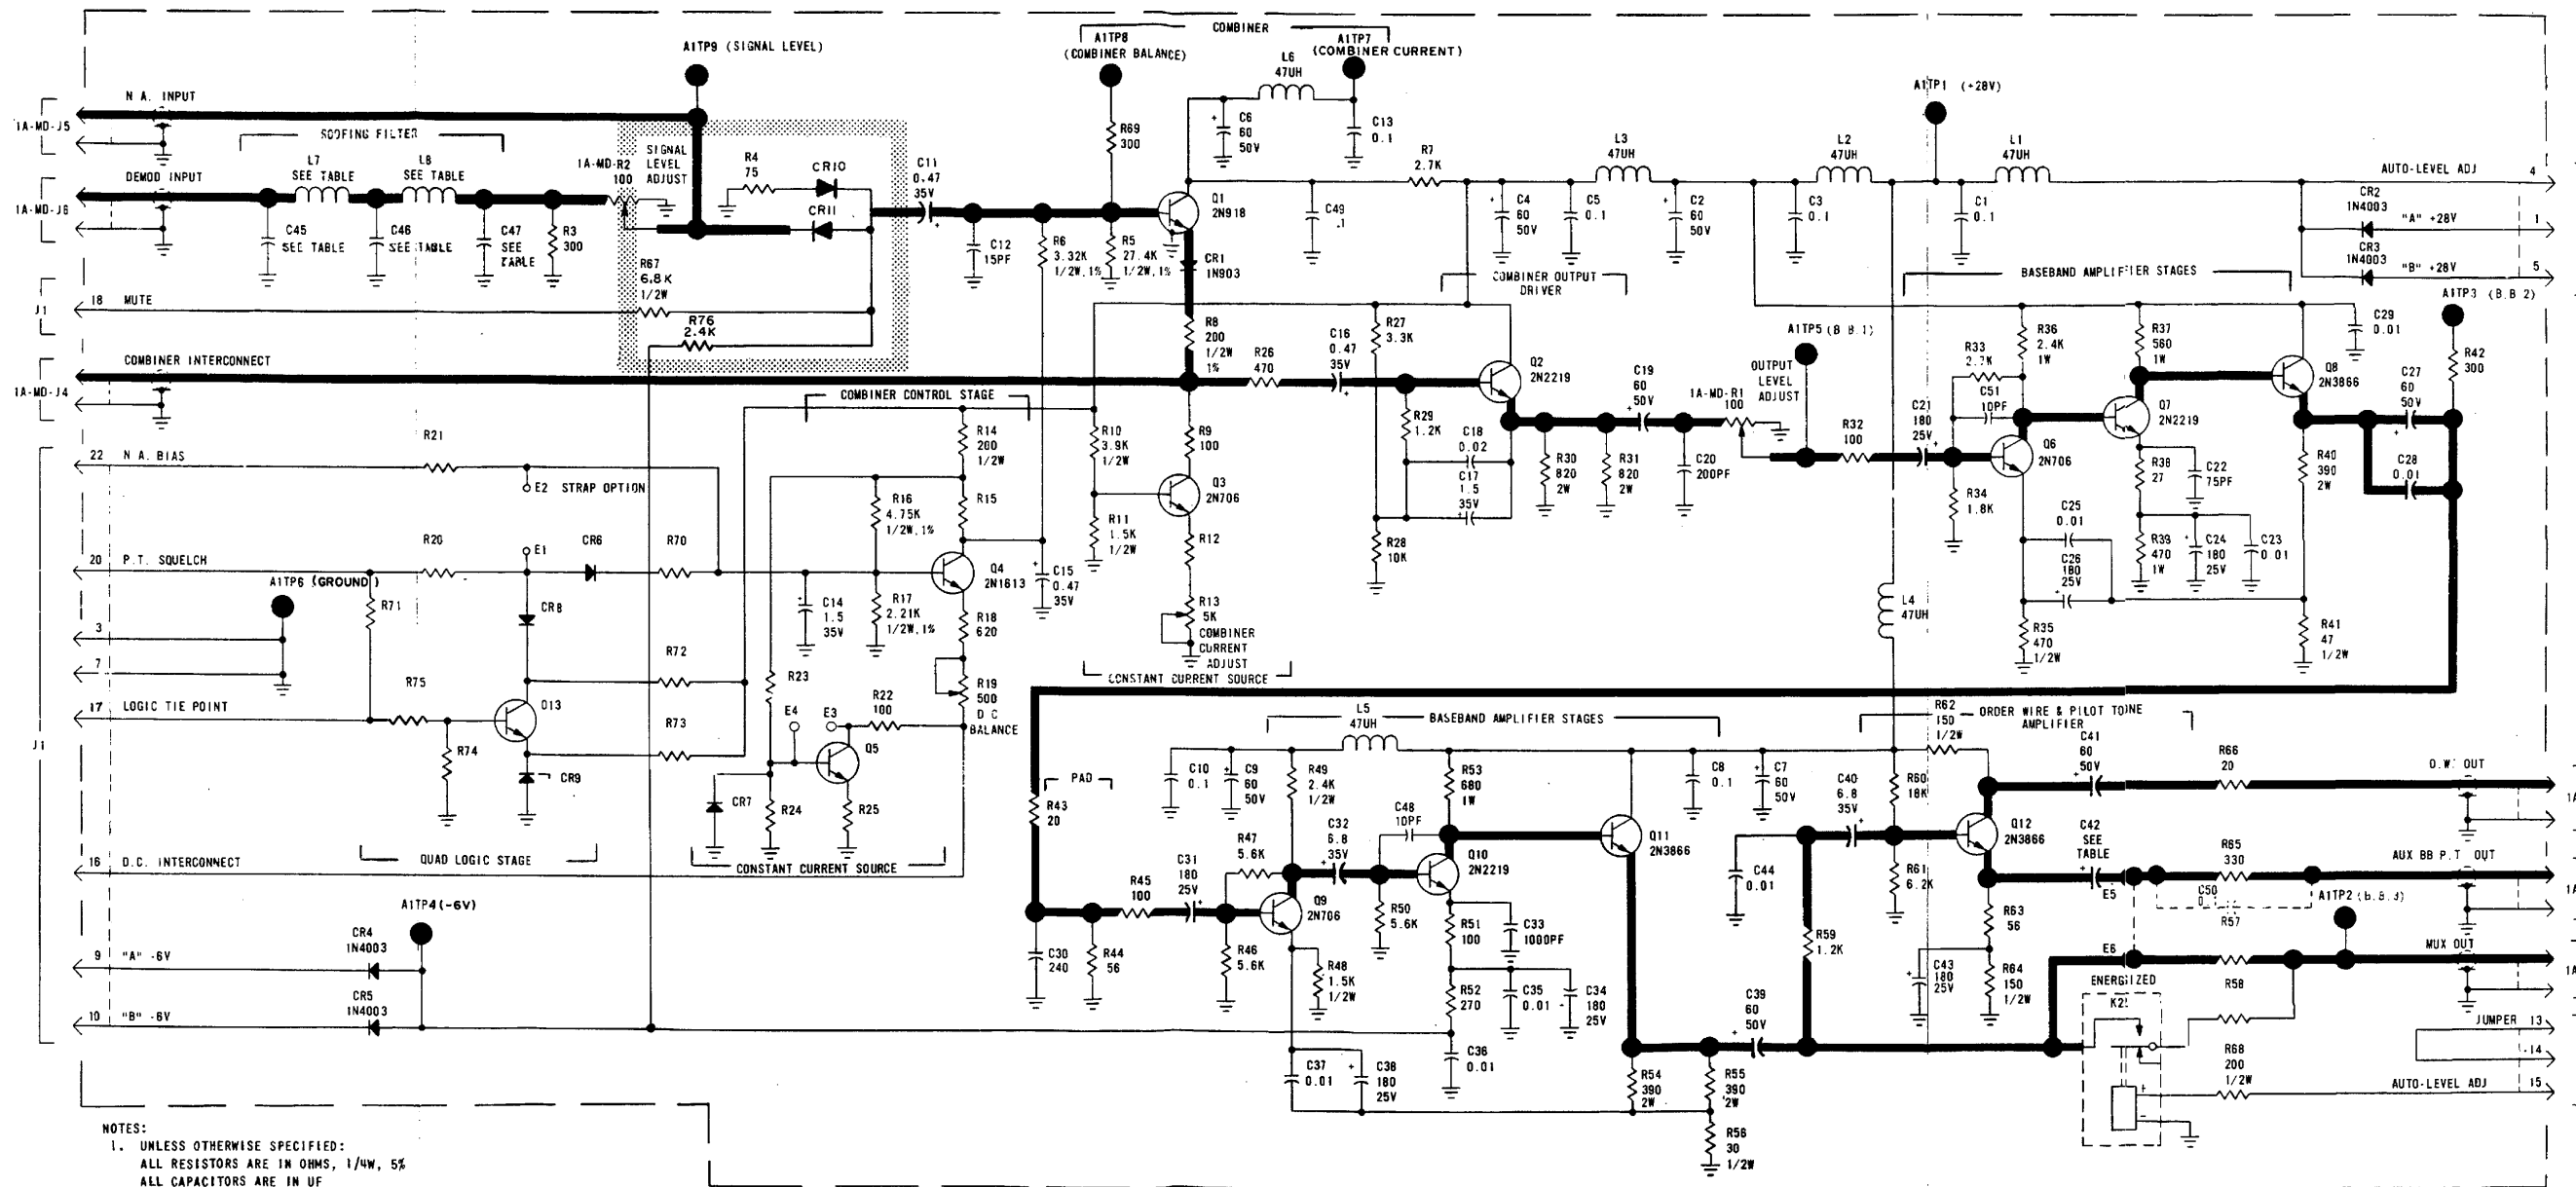 COMBINER
A1TP9 (SIGNAL LEVEL)
A1TP8
(COMBINER BALANCE)
A1TP7
(COMBINER CURRENT)
L6
47UH
A1TP1 (+28V)
N.A. INPUT
1A-MD-J5
ROOFING FILTER
DEMOD INPUT
1A-MD-J6
L7
SEE TABLE
L8
SEE TABLE
1A-MD-R2
100
SIGNAL
LEVEL
ADJUST
R4
75
CR10
CR11
C11
0.47
35V
R69
300
C6
60
50V
C13
0.1
R7
2.7K
L3
47UH
L2
47UH
L1
47UH
AUTO-LEVEL ADJ 4
CR2
1N4003
"A" +28V 1
CR3
1N4003
"B" +28V 5
C45
SEE TABLE
C46
SEE TABLE
C47
SEE
TABLE
R3
300
R67
6.8K
1/2W
C12
15PF
R6
3.32K
1/2W,1%
R5
27.4K
1/2W,1%
Q1
2N918
CR1
1N903
C49
.1
C4
60
50V
C5
0.1
C2
60
50V
C3
0.1
C1
0.1
J1
18 MUTE
R76
2.4K
COMBINER OUTPUT
DRIVER
BASEBAND AMPLIFIER STAGES
A1TP3 (B.B.2)
COMBINER INTERCONNECT
1A-MD-J4
R8
200
1/2W
1%
R26
470
C16
0.47
35V
R27
3.3K
Q2
2N2219
C19
60
50V
1A-MD-R1
100
OUTPUT
LEVEL
ADJUST
A1TP5 (B.B.1)
R33
2.7K
R36
2.4K
1W
R37
560
1W
C29
0.01
R42
300
Q8
2N3866
C27
60
50V
C51
10PF
Q7
2N2219
COMBINER CONTROL STAGE
R14
200
1/2W
R10
3.9K
1/2W
R9
100
R29
1.2K
C18
0.02
C17
1.5
35V
R30
820
2W
R31
820
2W
C20
200PF
R32
100
C21
180
25V
Q6
2N706
R38
27
C22
75PF
R40
390
2W
C28
0.01
J1
22 N.A. BIAS
R21
E2 STRAP OPTION
R16
4.75K
1/2W,1%
R15
Q3
2N706
R11
1.5K
1/2W
R12
R28
10K
R34
1.8K
C25
0.01
C26
180
25V
R39
470
1W
C24
180
25V
C23
0.01
20 P.T. SQUELCH
R20
E1
CR6
R70
Q4
2N1613
C15
0.47
35V
A1TP6 (GROUND)
R71
CR8
C14
1.5
35V
R17
2.21K
1/2W,1%
R18
620
R13
5K
COMBINER
CURRENT
ADJUST
L4
47UH
R35
470
1/2W
R41
47
1/2W
3
7
R72
CONSTANT CURRENT SOURCE
R75
R23
R22
100
R19
500
D C
BALANCE
17 LOGIC TIE POINT
R74
R73
E4
E3
Q5
CR9
CR7
R24
R25
QUAD LOGIC STAGE
CONSTANT CURRENT SOURCE
16 D.C. INTERCONNECT
L5
47UH
BASEBAND AMPLIFIER STAGES
R62
150
1/2W
C41
60
50V
PAD
R43
20
C10
0.1
C9
60
50V
R49
2.4K
1/2W
R53
680
1W
C8
0.1
C7
60
50V
C40
6.8
35V
R60
18K
R66
20
O.W. OUT
C48
10PF
R47
5.6K
C32
6.8
35V
Q11
2N3866
Q12
2N3866
C42
SEE
TABLE
R65
330
AUX BB P.T. OUT
C31
180
25V
R45
100
Q10
2N2219
C44
0.01
R61
6.2K
E5
C50
R57
A1TP2 (B.B.3)
A1TP4 (-6V)
Q9
2N706
R50
5.6K
R51
100
C33
1000PF
R63
56
CR4
1N4003
9 "A" -6V
C30
240
R44
56
R46
5.6K
R48
1.5K
1/2W
R59
1.2K
E6
MUX OUT
R58
R52
270
C35
0.01
C34
180
25V
C43
180
25V
R64
150
1/2W
ENERGIZED
CR5
1N4003
10 "B" -6V
C39
60
50V
JUMPER 13
14
C37
0.01
C38
180
25V
C36
0.01
R54
390
2W
R55
390
2W
R68
200
1/2W
AUTO-LEVEL ADJ 15
R56
30
1/2W
NOTES:
1. UNLESS OTHERWISE SPECIFIED:
ALL RESISTORS ARE IN OHMS, 1/4W, 5%
ALL CAPACITORS ARE IN UF